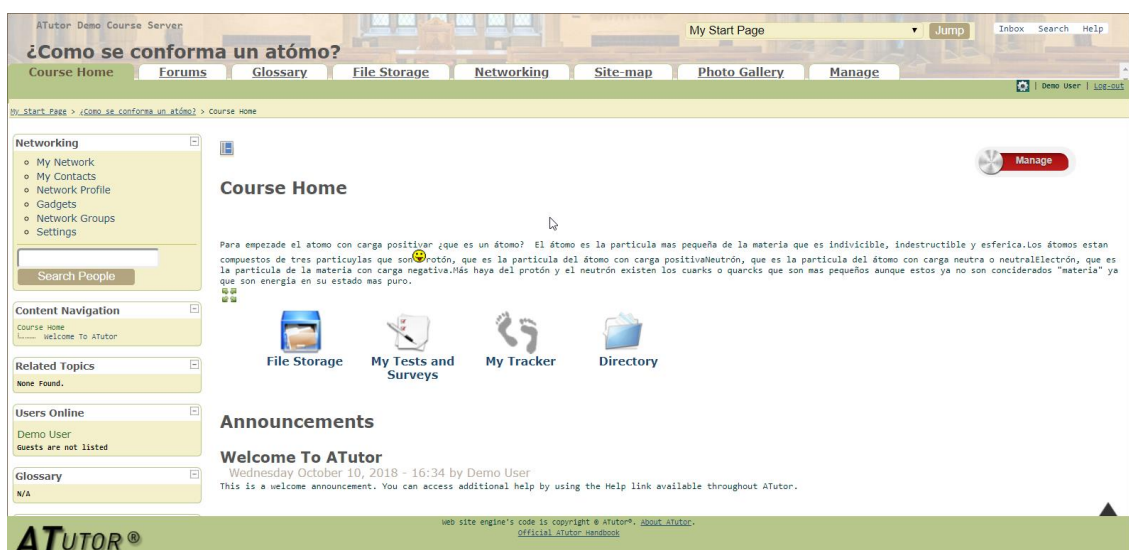 ATutor Demo Course Server
My Start Page Jump Inbox Search Help
¿Como se conforma un atómo?
Course Home Forums Glossary File Storage Networking Site-map Photo Gallery Manage
| Demo User | Log-out
My Start Page > ¿Como se conforma un atómo? > Course Home
Networking
My Network
My Contacts
Network Profile
Gadgets
Network Groups
Settings
Search People
Content Navigation
Course Home
Welcome To ATutor
Related Topics
None Found.
Users Online
Demo User
Guests are not listed
Glossary
N/A
Manage
Course Home
Para empezade el atomo con carga positivar ¿que es un átomo? El átomo es la particula mas pequeña de la materia que es indivicible, indestructible y esferica.Los átomos estan
compuestos de tres particuylas que son rotón, que es la particula del átomo con carga positivaNeutrón, que es la particula del átomo con carga neutra o neutralElectrón, que es
la particula de la materia con carga negativa.Más haya del protón y el neutrón existen los cuarks o quarcks que son mas pequeños aunque estos ya no son conciderados "materia" ya
que son energia en su estado mas puro.
File Storage My Tests and Surveys My Tracker Directory
Announcements
Welcome To ATutor
Wednesday October 10, 2018 - 16:34 by Demo User
This is a welcome announcement. You can access additional help by using the Help link available throughout ATutor.
web site engine's code is copyright © ATutor®. About ATutor.
Official ATutor Handbook
ATUTOR ®